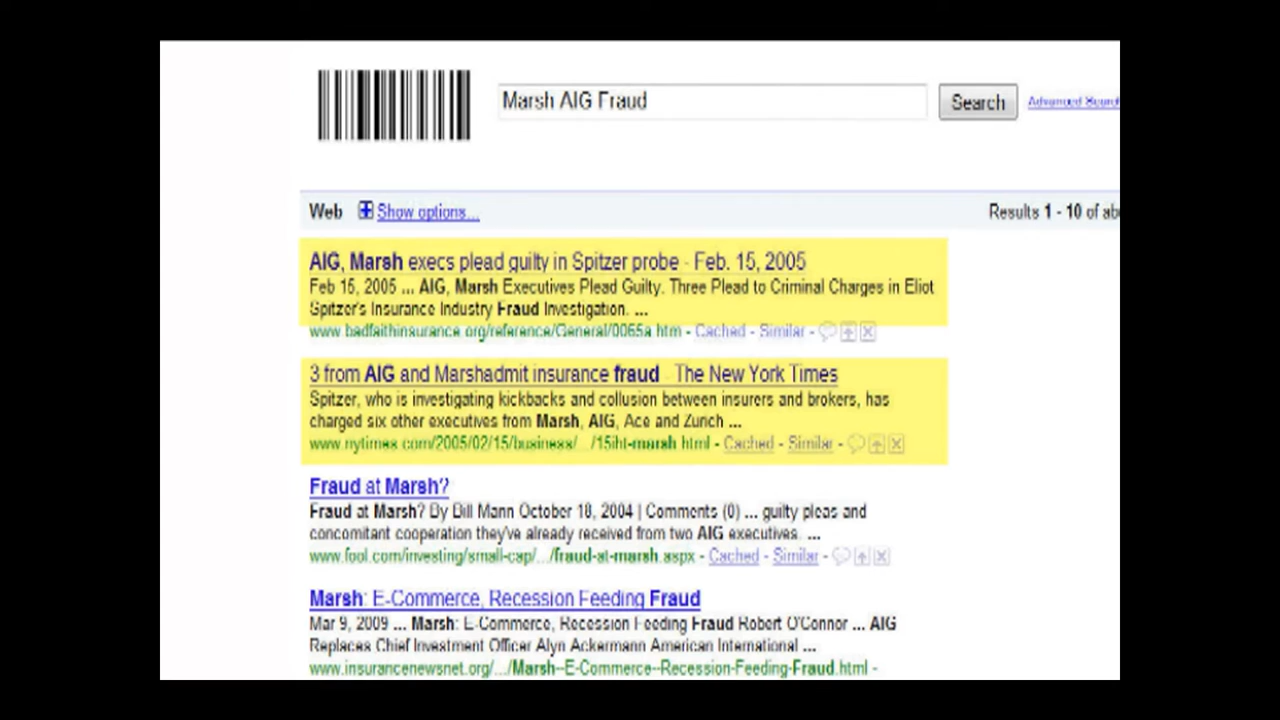 Marsh AIG Fraud
Search
Advanced Search
Web Show options...
Results 1 - 10 of
AIG, Marsh execs plead guilty in Spitzer probe - Feb. 15, 2005
Feb 15, 2005 ... AIG, Marsh Executives Plead Guilty. Three Plead to Criminal Charges in Eliot
Spitzer's Insurance Industry Fraud Investigation. ...
www.badfaithinsurance.org/reference/General/0065a.htm - Cached - Similar -
3 from AIG and Marshadmit insurance fraud - The New York Times
Spitzer, who is investigating kickbacks and collusion between insurers and brokers, has
charged six other executives from Marsh, AIG, Ace and Zurich ...
www.nytimes.com/2005/02/15/business/.../15iht-marsh.html - Cached - Similar -
Fraud at Marsh?
Fraud at Marsh? By Bill Mann October 18, 2004 | Comments (0) ... guilty pleas and
concomitant cooperation they've already received from two AIG executives. ...
www.fool.com/investing/small-cap/.../fraud-at-marsh.aspx - Cached - Similar -
Marsh: E-Commerce, Recession Feeding Fraud
Mar 9, 2009 ... Marsh: E-Commerce, Recession Feeding Fraud Robert O'Connor ... AIG
Replaces Chief Investment Officer Alyn Ackermann American International ...
www.insurancenewsnet.org/.../Marsh--E-Commerce--Recession-Feeding-Fraud.html -